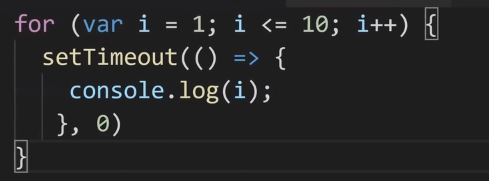 for (var i = 1; i <= 10; i++) {
  setTimeout(() => {
    console.log(i);
  }, 0)
}